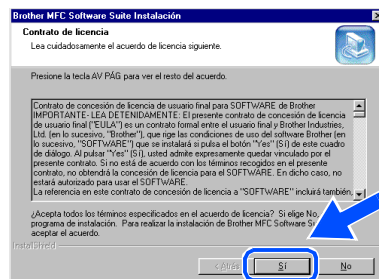 Brother MFC Software Suite Instalación
Contrato de licencia
Lea cuidadosamente el acuerdo de licencia siguiente.
Presione la tecla AV PÁG para ver el resto del acuerdo.
Contrato de concesión de licencia de usuario final para SOFTWARE de Brother
IMPORTANTE- LEA DETENIDAMENTE: El presente contrato de concesión de licencia
de usuario final ("EULA") es un contrato formal entre el usuario final y Brother Industries,
Ltd. (en lo sucesivo, "Brother"), que rige las condiciones de uso del software Brother (en
lo sucesivo, "SOFTWARE") que se instalará si pulsa el botón "Yes" (Sí) de este cuadro
de diálogo. Al pulsar "Yes" (Sí), usted admite expresamente quedar vinculado por el
presente contrato. Si no está de acuerdo con los términos recogidos en el presente
contrato, no obtendrá la concesión de licencia para el SOFTWARE. En dicho caso, no
estará autorizado para usar el SOFTWARE.
La referencia en este contrato de concesión de licencia a "SOFTWARE" incluirá también,
¿Acepta todos los términos especificados en el acuerdo de licencia? Si elige No,
programa de instalación. Para realizar la instalación de Brother MFC Software
aceptar el acuerdo.
InstallShield
< Atrás
Sí
No